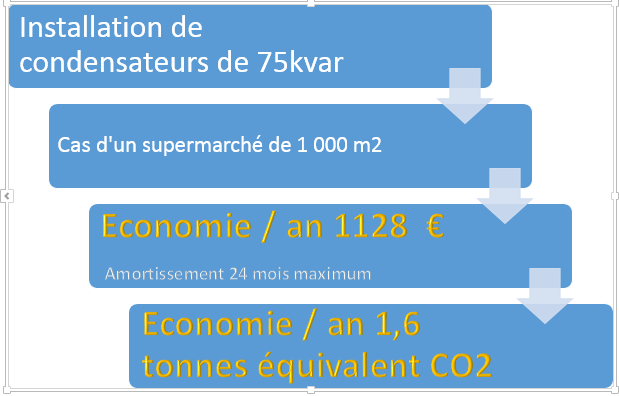 Installation de
condensateurs de 75kvar
Cas d'un supermarché de 1 000 m2
Economie / an 1128 €
Amortissement 24 mois maximum
Economie / an 1,6
tonnes équivalent CO2